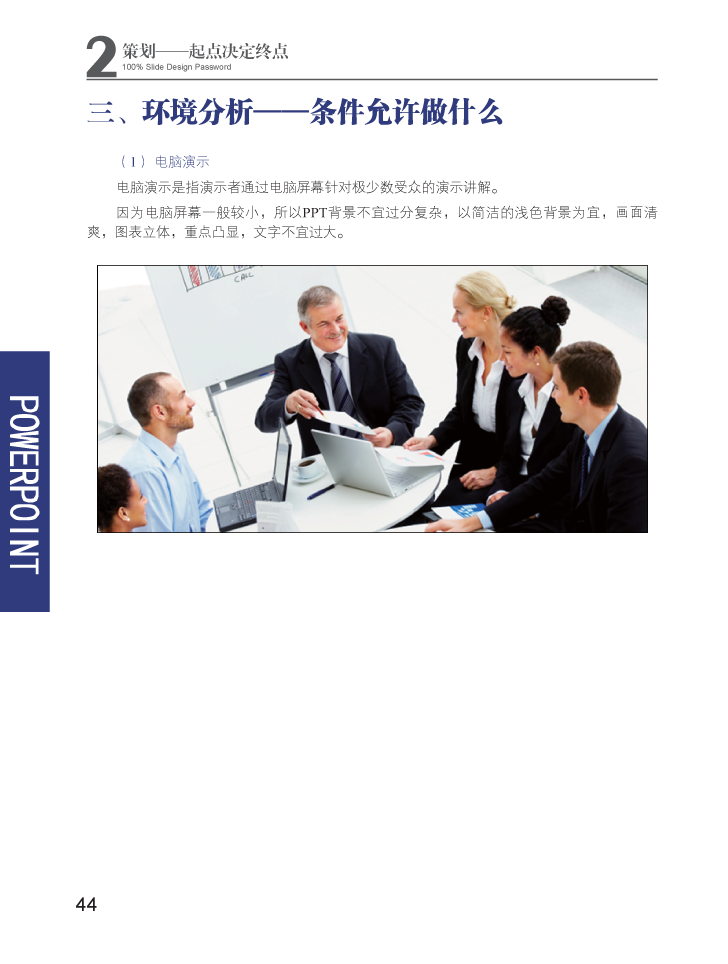 2
策划——起点决定终点
100% Slide Design Password
三、环境分析——条件允许做什么
（1） 电脑演示
电脑演示是指演示者通过电脑屏幕针对极少数受众的演示讲解。
因为电脑屏幕一般较小，所以PPT背景不宜过分复杂，以简洁的浅色背景为宜，画面清
爽，图表立体，重点凸显，文字不宜过大。
CALL
POWERPOINT
44